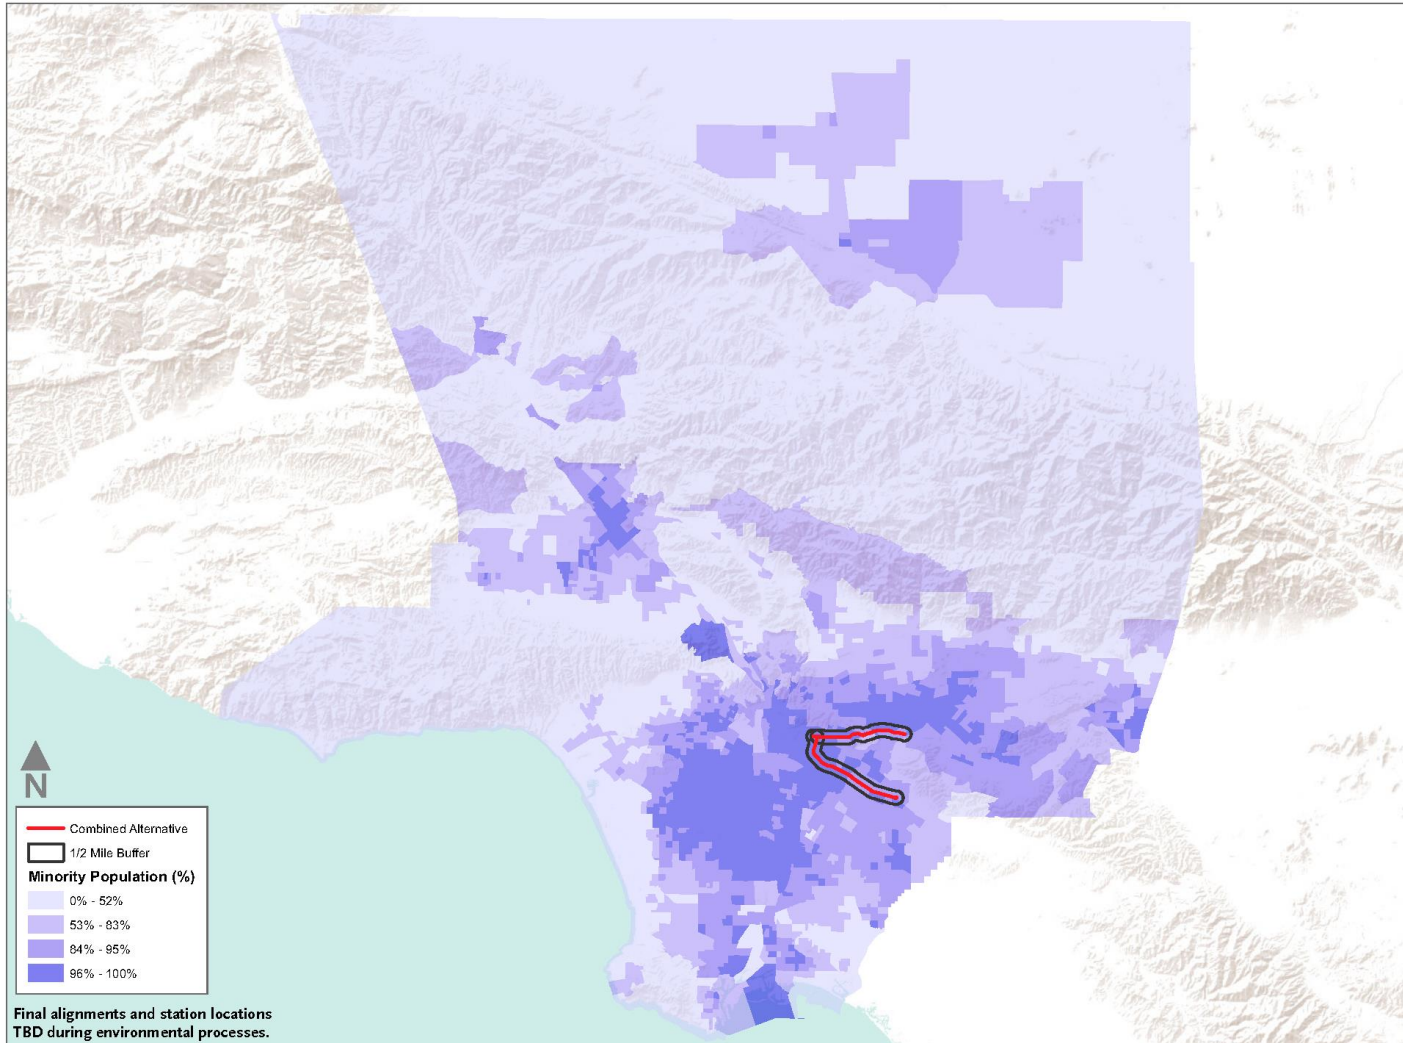 N
Combined Alternative
1/2 Mile Buffer
Minority Population (%)
0% - 52%
53% - 83%
84% - 95%
96% - 100%
Final alignments and station locations
TBD during environmental processes.